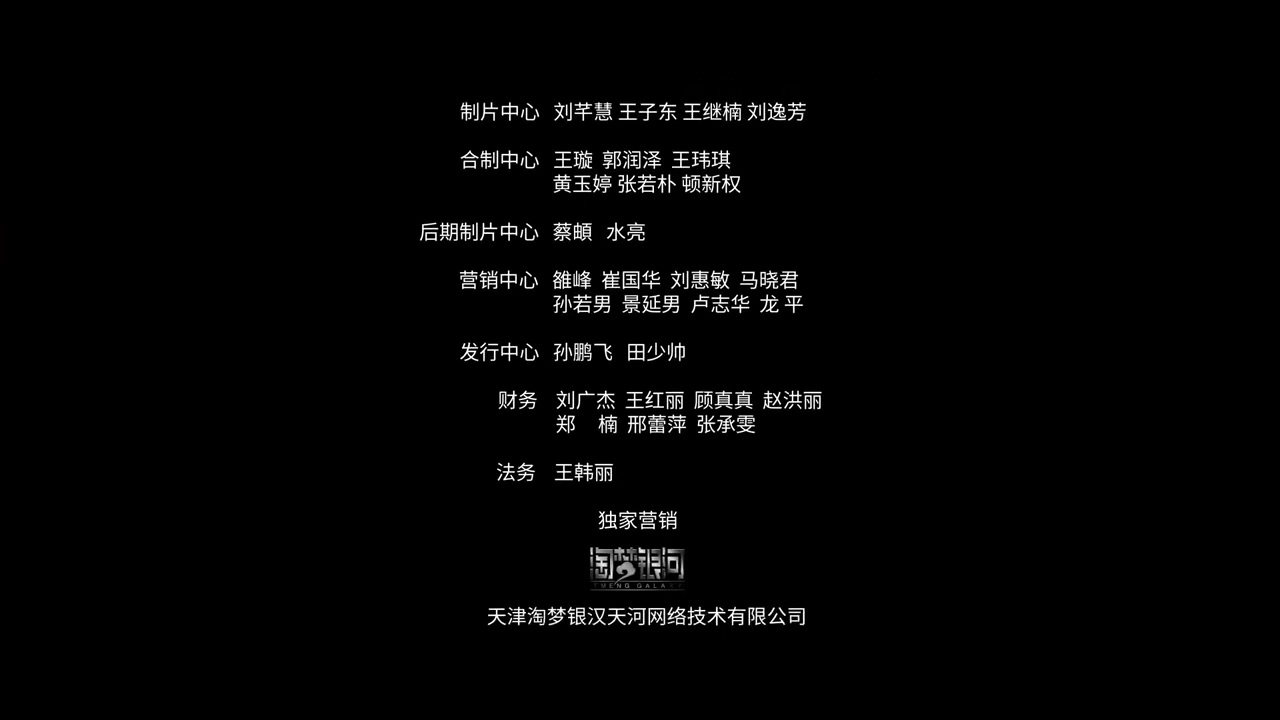 制片中心 刘芊慧 王子东 王继楠 刘逸芳
合制中心 王璇 郭润泽 王玮琪
黄玉婷 张若朴 顿新权
后期制片中心 蔡頔 水亮
营销中心 雒峰 崔国华 刘惠敏 马晓君
孙若男 景延男 卢志华 龙 平
发行中心 孙鹏飞 田少帅
财务 刘广杰 王红丽 顾真真 赵洪丽
郑 楠 邢蕾萍 张承雯
法务 王韩丽
独家营销
淘梦银河
TMENG GALAXY
天津淘梦银汉天河网络技术有限公司